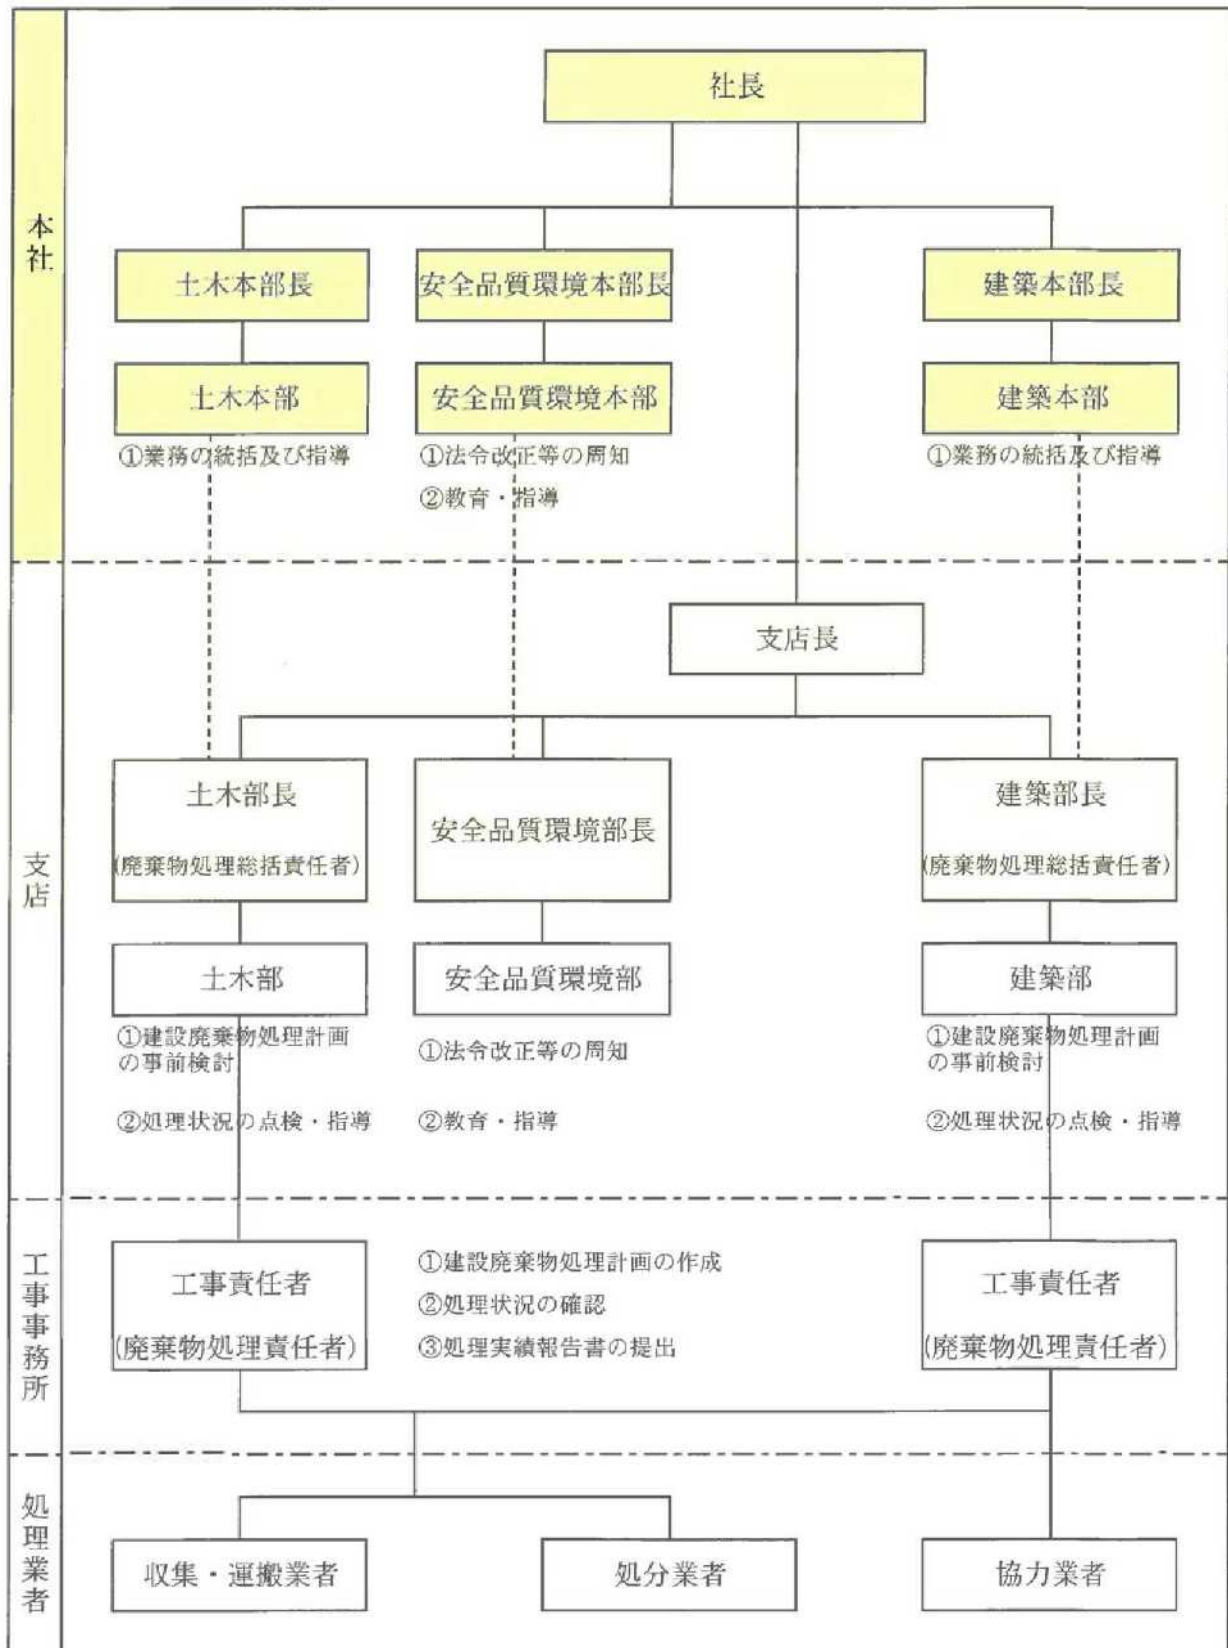 本社
社長
土木本部長
安全品質環境本部長
建築本部長
土木本部
安全品質環境本部
建築本部
①業務の統括及び指導
①法令改正等の周知
②教育・指導
①業務の統括及び指導
支店
支店長
土木部長
(廃棄物処理総括責任者)
安全品質環境部長
建築部長
(廃棄物処理総括責任者)
土木部
安全品質環境部
建築部
①建設廃棄物処理計画
の事前検討
②処理状況の点検・指導
①法令改正等の周知
②教育・指導
①建設廃棄物処理計画
の事前検討
②処理状況の点検・指導
工事事務所
工事責任者
(廃棄物処理責任者)
①建設廃棄物処理計画の作成
②処理状況の確認
③処理実績報告書の提出
工事責任者
(廃棄物処理責任者)
処理業者
収集・運搬業者
処分業者
協力業者